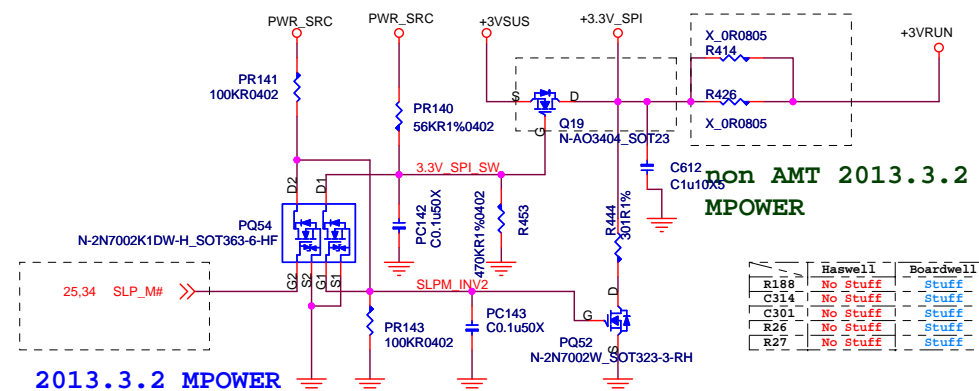 PWR_SRC
PWR_SRC
+3VSUS
+3.3V_SPI
+3VRUN
X_0R0805
R414
R426
X_0R0805
PR141
100KR0402
PR140
56KR1%0402
S
D
G
Q19
N-AO3404_SOT23
3.3V_SPI_SW
C612
C1u10X5
non AMT 2013.3.2
MPOWER
D2
D1
PQ54
N-2N7002K1DW-H_SOT363-6-HF
G2
S2
G1
S1
PC142
C0.1u50X
470KR1%0402
R453
R444
301R1%
25,34 SLP_M#
SLPM_INV2
PR143
100KR0402
PC143
C0.1u50X
D
G
S
PQ52
N-2N7002W_SOT323-3-RH
Haswell Boardwell
R188 No Stuff Stuff
C314 No Stuff Stuff
C301 No Stuff Stuff
R26 No Stuff Stuff
R27 No Stuff Stuff
2013.3.2 MPOWER